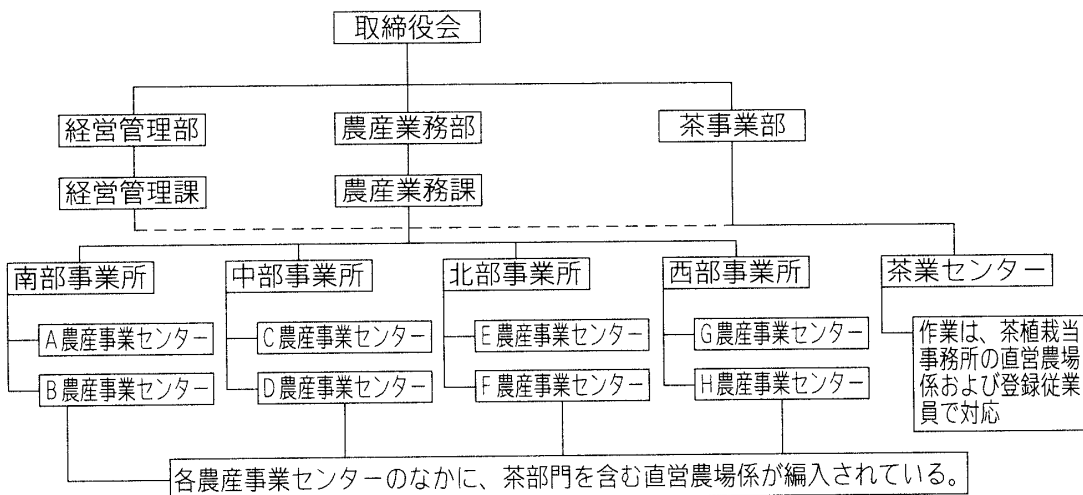 取締役会
経営管理部
農産業務部
茶事業部
経営管理課
農産業務課
南部事業所
中部事業所
北部事業所
西部事業所
茶業センター
A農産事業センター
C農産事業センター
E農産事業センター
G農産事業センター
B農産事業センター
D農産事業センター
F農産事業センター
H農産事業センター
作業は、茶植栽当
事務所の直営農場
係および登録従業
員で対応
各農産事業センターのなかに、茶部門を含む直営農場係が編入されている。